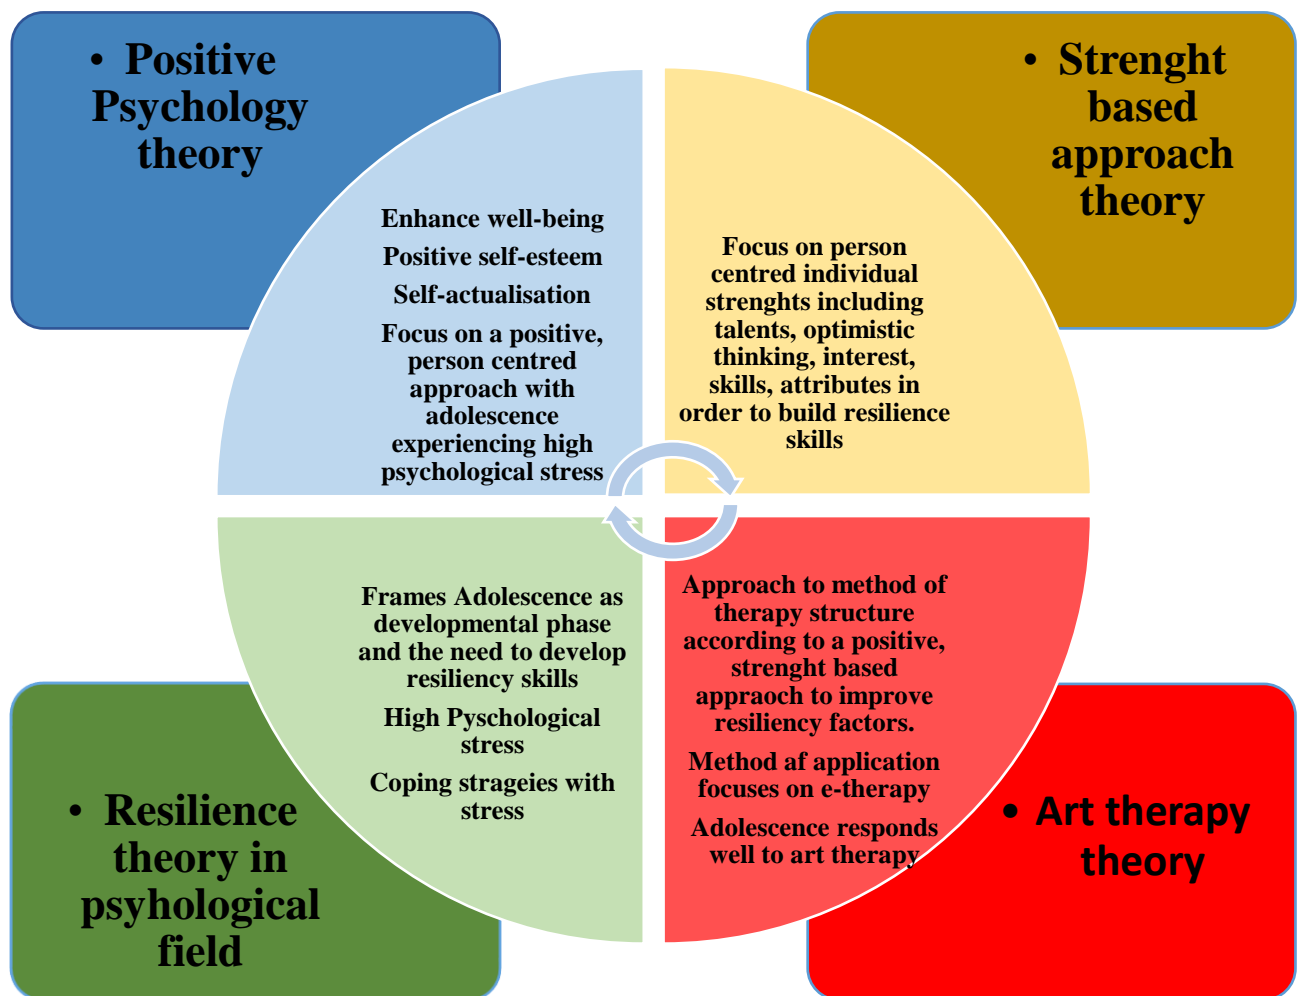 • Positive
Psychology
theory
• Strenght
based
approach
theory
Enhance well-being
Positive self-esteem
Self-actualisation
Focus on a positive,
person centred
approach with
adolescence
experiencing high
psychological stress
Focus on person
centred individual
strenghts including
talents, optimistic
thinking, interest,
skills, attributes in
order to build resilience
skills
Frames Adolescence as
developmental phase
and the need to develop
resiliency skills
High Pyschological
stress
Coping strageies with
stress
Approach to method of
therapy structure
according to a positive,
strenght based
appraoch to improve
resiliency factors.
Method af application
focuses on e-therapy
Adolescence responds
well to art therapy
• Resilience
theory in
psyhological
field
• Art therapy
theory